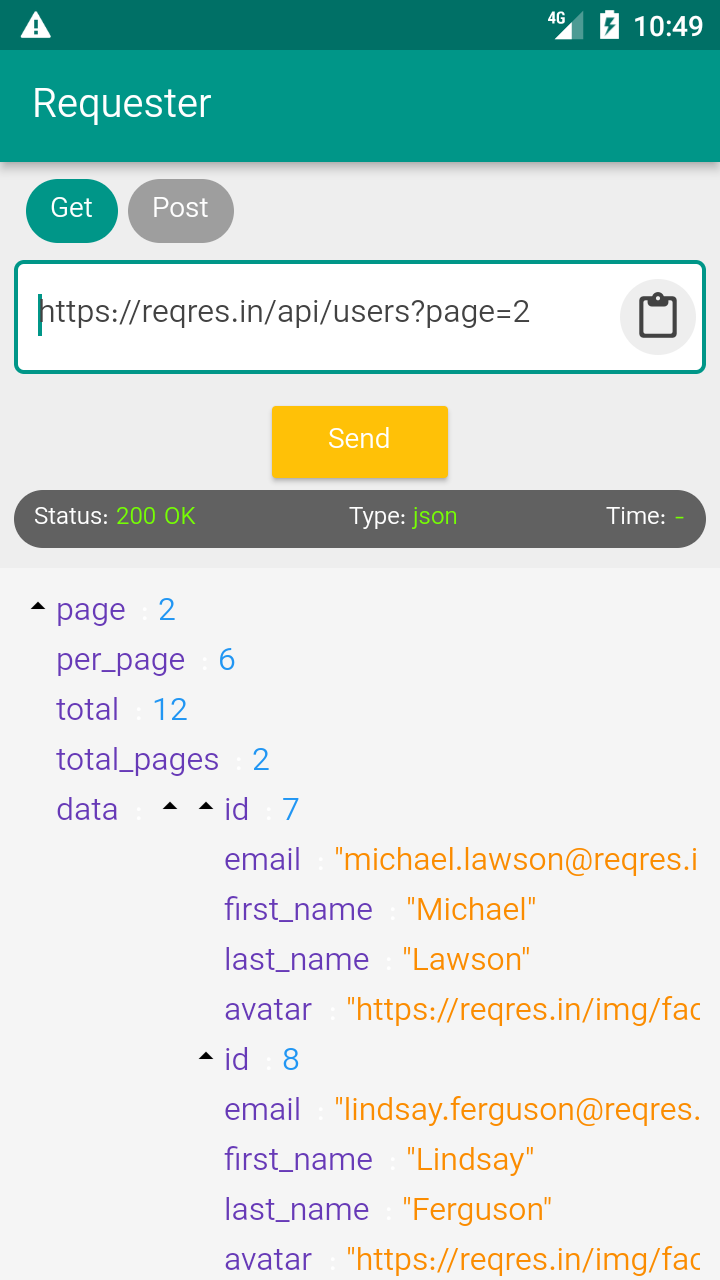 4G 10:49
Requester
Get Post
https://reqres.in/api/users?page=2
Send
Status: 200 OK Type: json Time: -
page : 2
per_page : 6
total : 12
total_pages : 2
data : id : 7
email : "michael.lawson@reqres.i
first_name : "Michael"
last_name : "Lawson"
avatar : "https://reqres.in/img/fac
id : 8
email : "lindsay.ferguson@reqres.
first_name : "Lindsay"
last_name : "Ferguson"
avatar : "https://reqres.in/img/fac